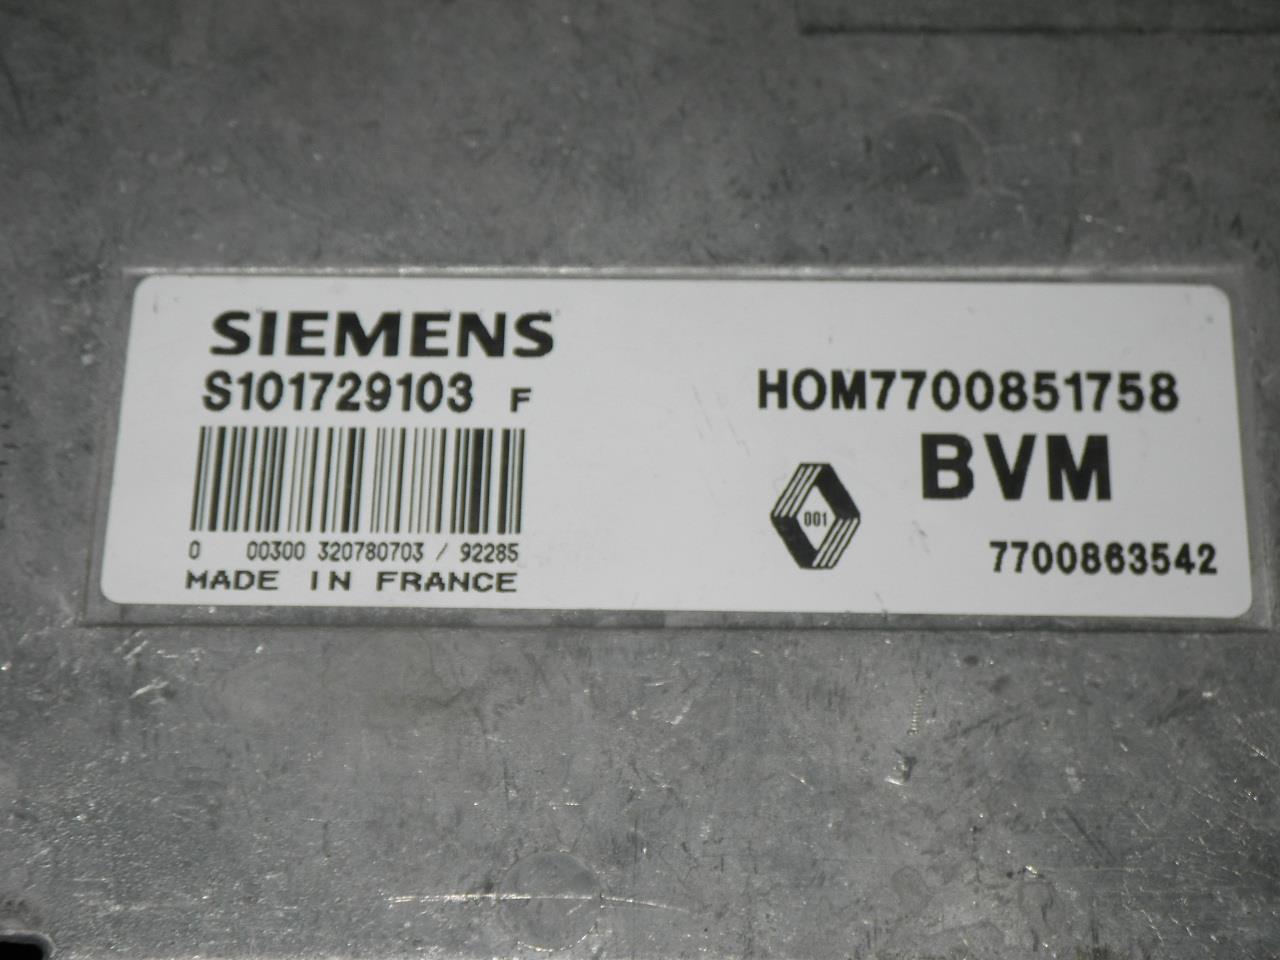 SIEMENS
S101729103 F
0 00300 320780703 / 92285
MADE IN FRANCE
HOM7700851758
BVM
001
7700863542